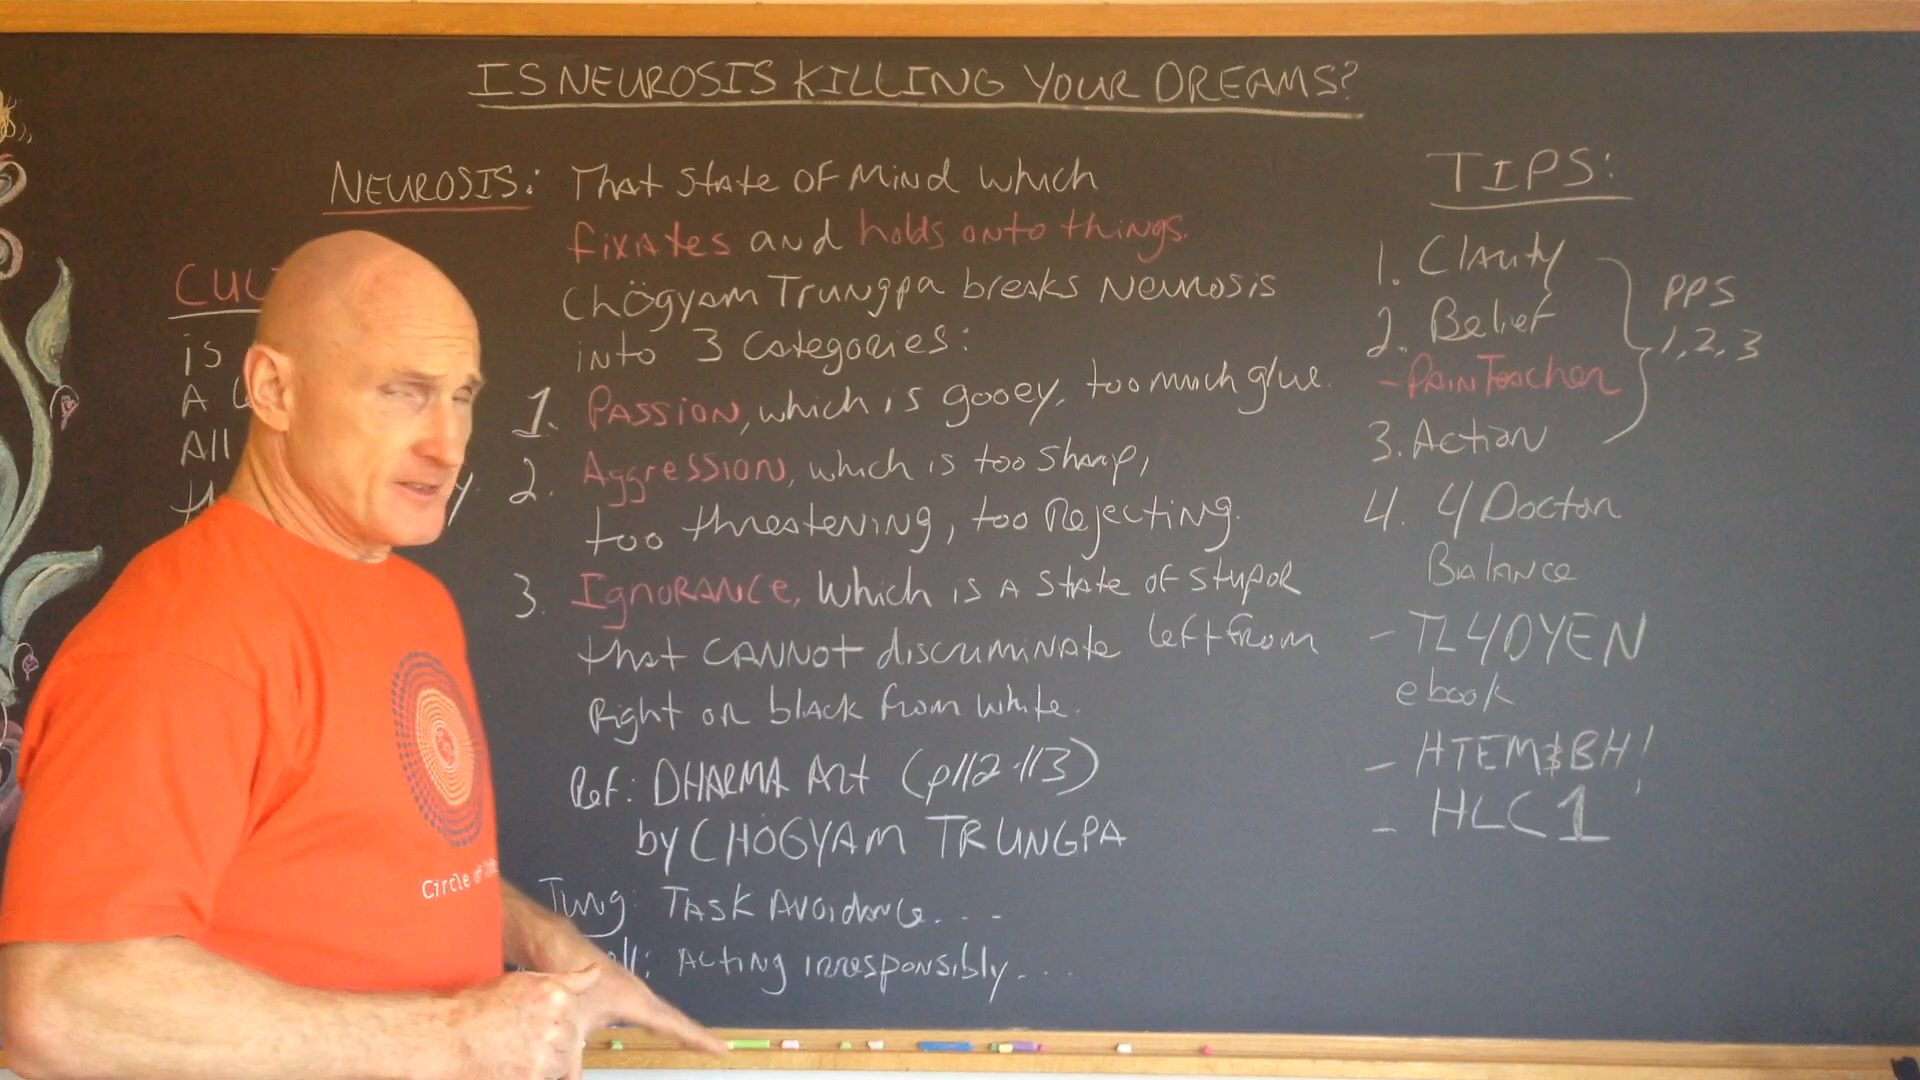 IS NEUROSIS KILLING YOUR DREAMS?
NEUROSIS: THAT STATE OF MIND WHICH
FIXATES AND HOLDS ONTO THINGS.
CHÖGYAM TRUNGPA BREAKS NEUROSIS
INTO 3 CATEGORIES:
1. PASSION, WHICH IS GOOEY, TOO MUCH GLUE.
2. AGGRESSION, WHICH IS TOO SHARP,
TOO THREATENING, TOO REJECTING.
3. IGNORANCE, WHICH IS A STATE OF STUPOR
THAT CANNOT DISCRIMINATE LEFT FROM
RIGHT OR BLACK FROM WHITE.
Ref: DHARMA ART (p112-113)
by CHÖGYAM TRUNGPA
Jung: TASK AVOIDANCE....
ACTING IRRESPONSIBLY....
is
A
All
TIPS:
1. Clarity
2. Belief
- PAIN TEACHER
3. Action
PPS
1,2,3
4. 4 Doctor
BALANCE
- TL4DYEN
ebook
- HTEM&BH!
- HLC 1
Circle